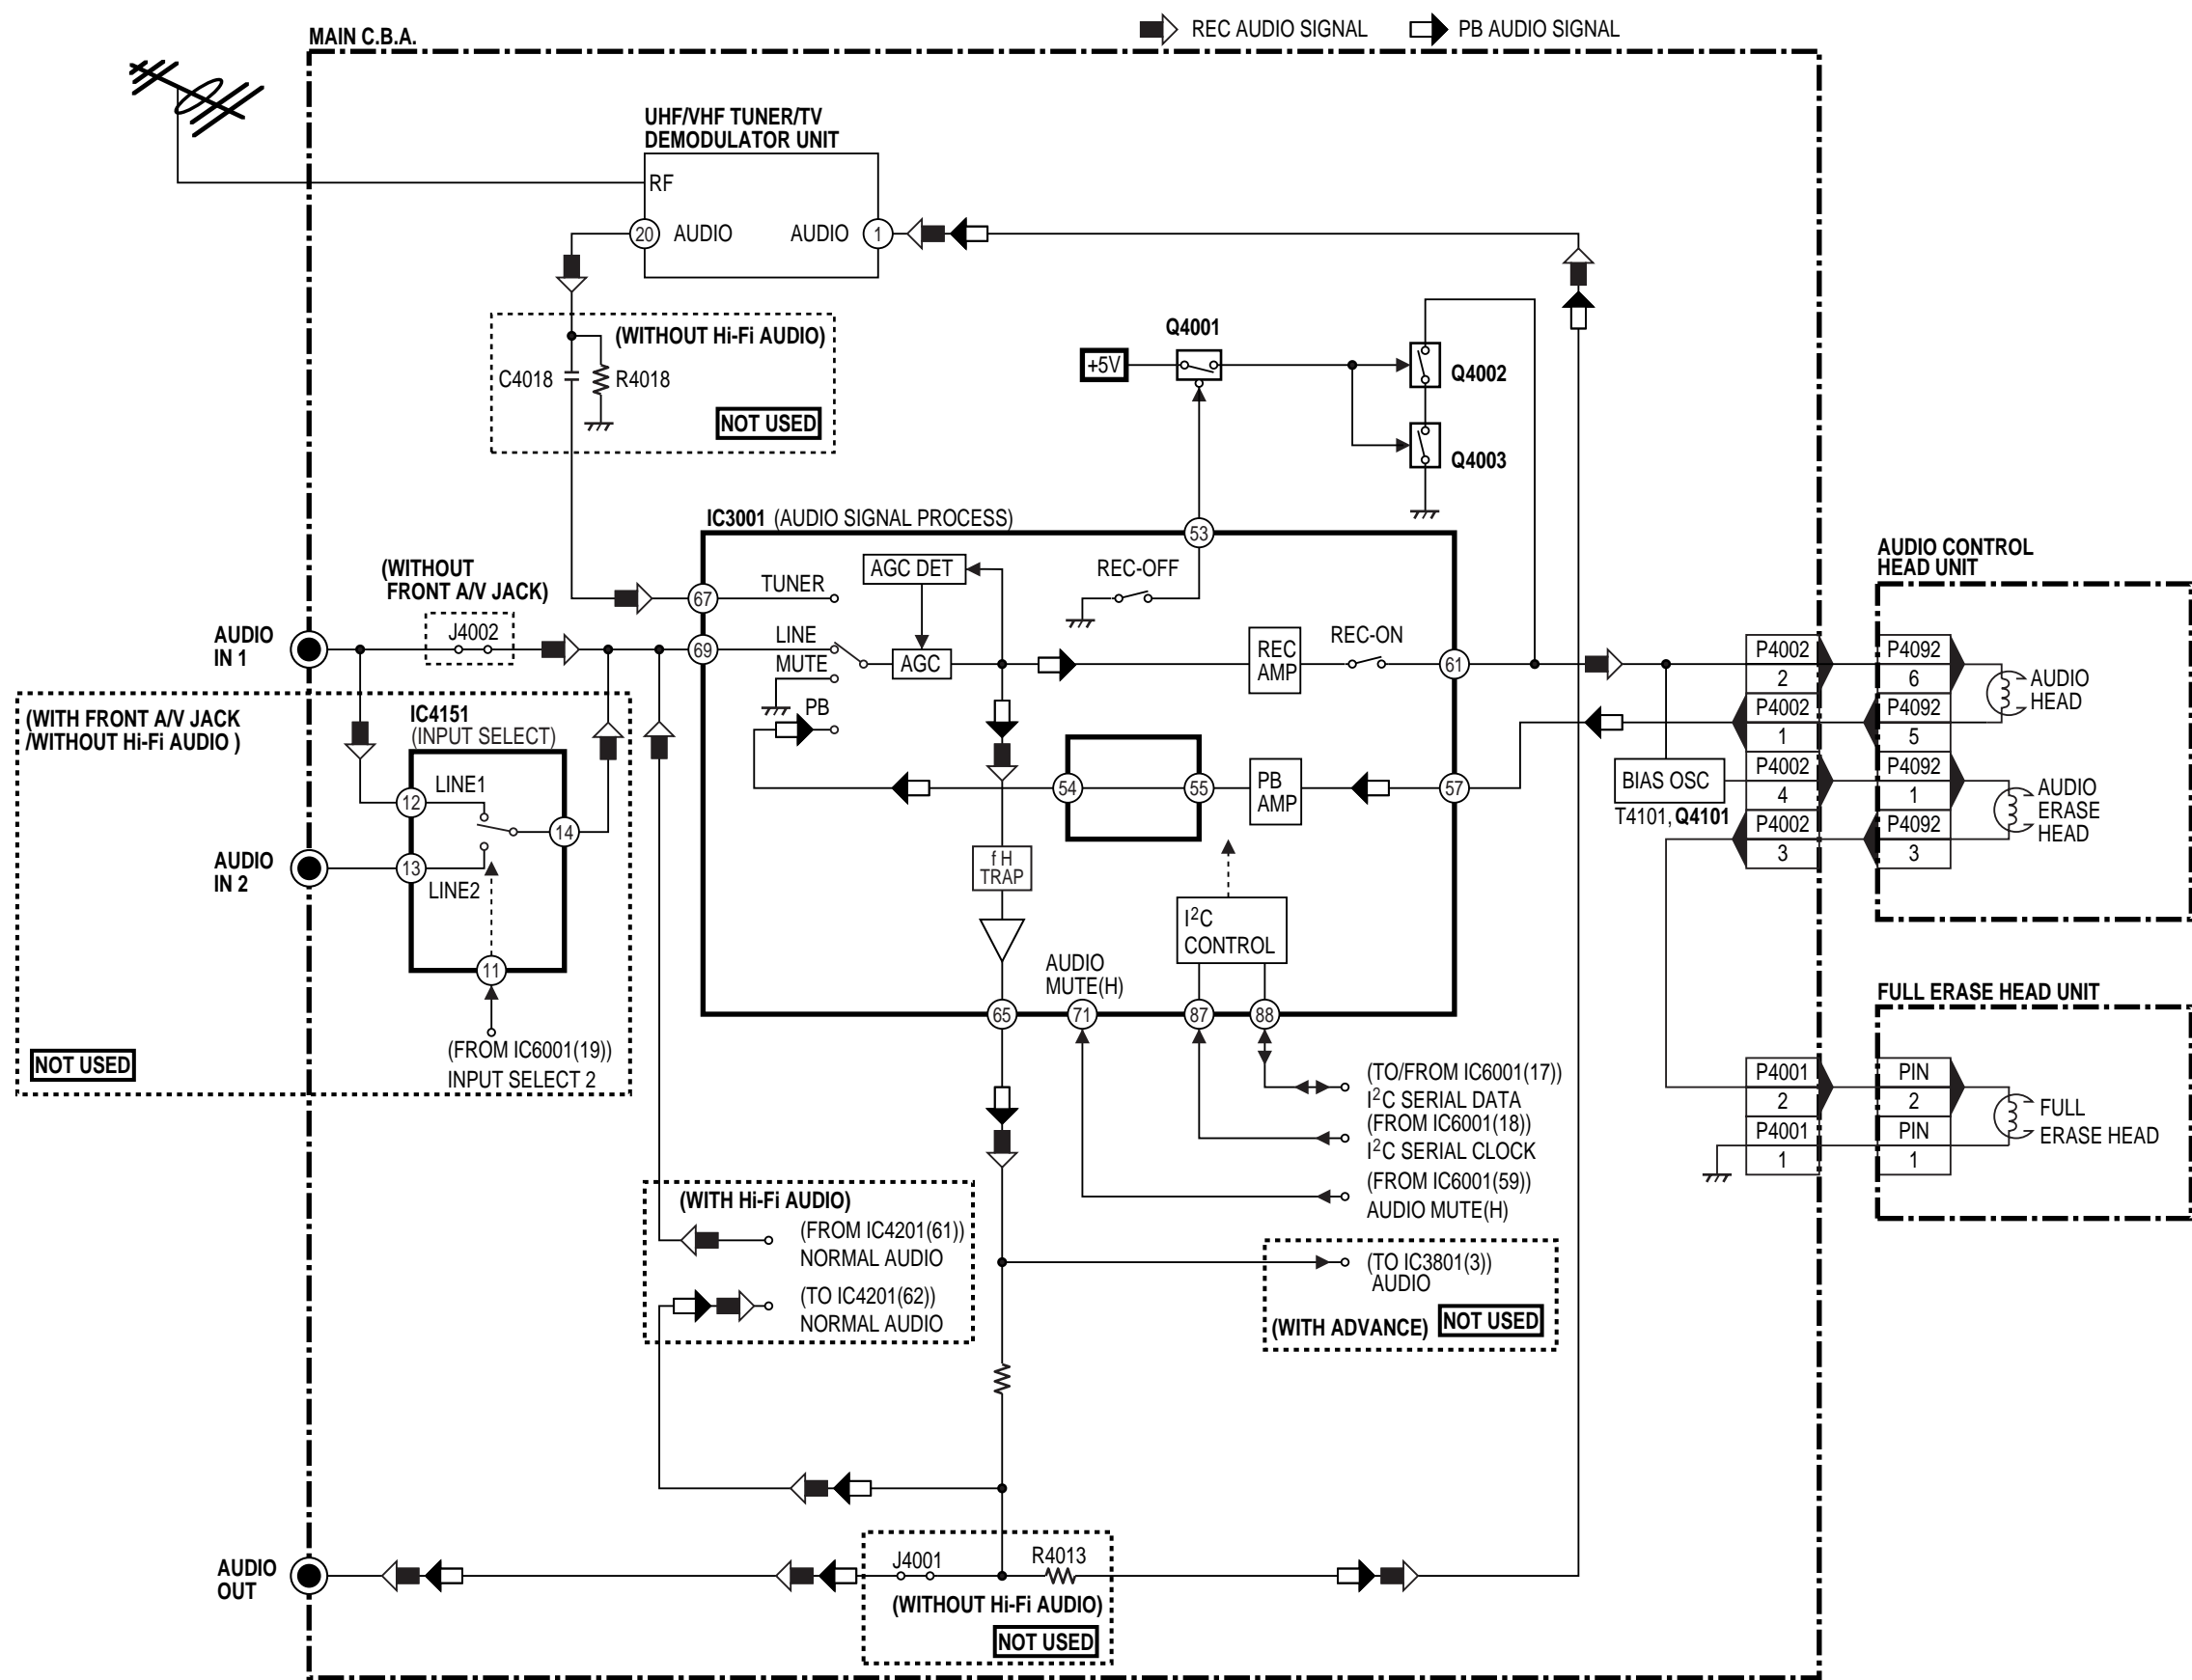 REC AUDIO SIGNAL
PB AUDIO SIGNAL
MAIN C.B.A.
UHF/VHF TUNER/TV
DEMODULATOR UNIT
RF
20
AUDIO
AUDIO
1
(WITHOUT Hi-Fi AUDIO)
C4018
R4018
NOT USED
Q4001
+5V
Q4002
Q4003
IC3001 (AUDIO SIGNAL PROCESS)
53
AGC DET
REC-OFF
TUNER
67
(WITHOUT
FRONT A/V JACK)
J4002
AUDIO
IN 1
69
LINE
MUTE
AGC
PB
REC
AMP
REC-ON
61
54
55
PB
AMP
57
f H
TRAP
I2C
CONTROL
AUDIO
MUTE(H)
65
71
87
88
(WITH FRONT A/V JACK
/WITHOUT Hi-Fi AUDIO )
IC4151
(INPUT SELECT)
LINE1
12
14
AUDIO
IN 2
13
LINE2
11
(FROM IC6001(19))
INPUT SELECT 2
NOT USED
AUDIO CONTROL
HEAD UNIT
P4002
2
P4092
6
P4002
1
P4092
5
AUDIO
HEAD
BIAS OSC
T4101, Q4101
P4002
4
P4092
1
P4002
3
P4092
3
AUDIO
ERASE
HEAD
FULL ERASE HEAD UNIT
P4001
2
PIN
2
P4001
1
PIN
1
FULL
ERASE HEAD
(TO/FROM IC6001(17))
I2C SERIAL DATA
(FROM IC6001(18))
I2C SERIAL CLOCK
(FROM IC6001(59))
AUDIO MUTE(H)
(WITH Hi-Fi AUDIO)
(FROM IC4201(61))
NORMAL AUDIO
(TO IC4201(62))
NORMAL AUDIO
(TO IC3801(3))
AUDIO
(WITH ADVANCE)
NOT USED
AUDIO
OUT
J4001
R4013
(WITHOUT Hi-Fi AUDIO)
NOT USED